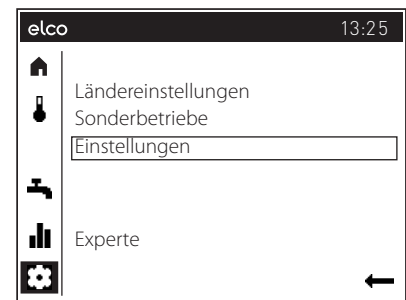 elco 13:25
Ländereinstellungen
Sonderbetriebe
Einstellungen
Experte